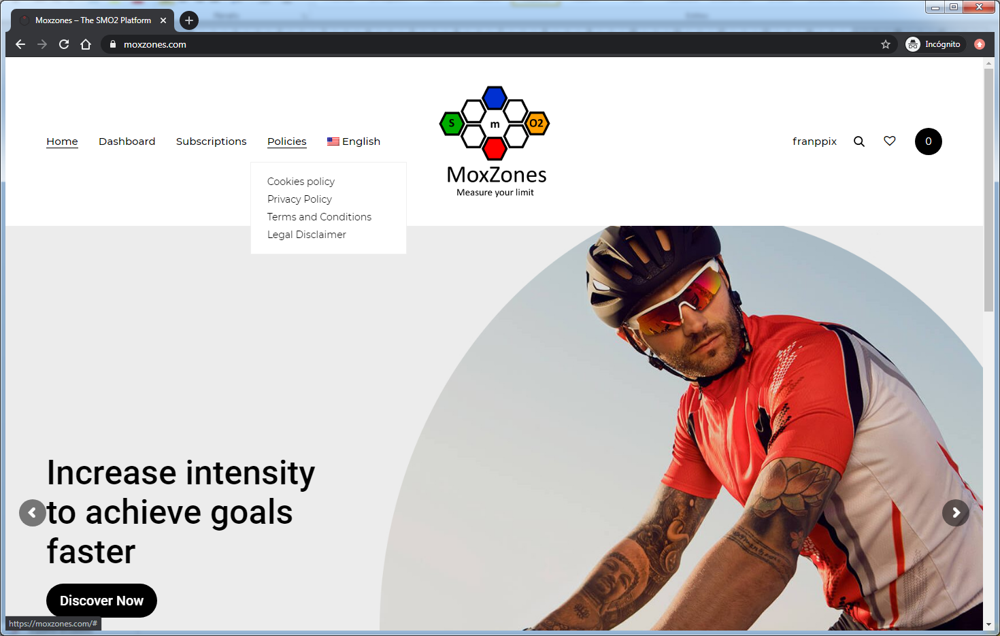 Moxzones – The SMO2 Platform
moxzones.com
Incógnito
Home Dashboard Subscriptions Policies English
franppix 0
Cookies policy
Privacy Policy
Terms and Conditions
Legal Disclaimer
S m O2
MoxZones
Measure your limit
Increase intensity
to achieve goals
faster
Discover Now
https://moxzones.com/#